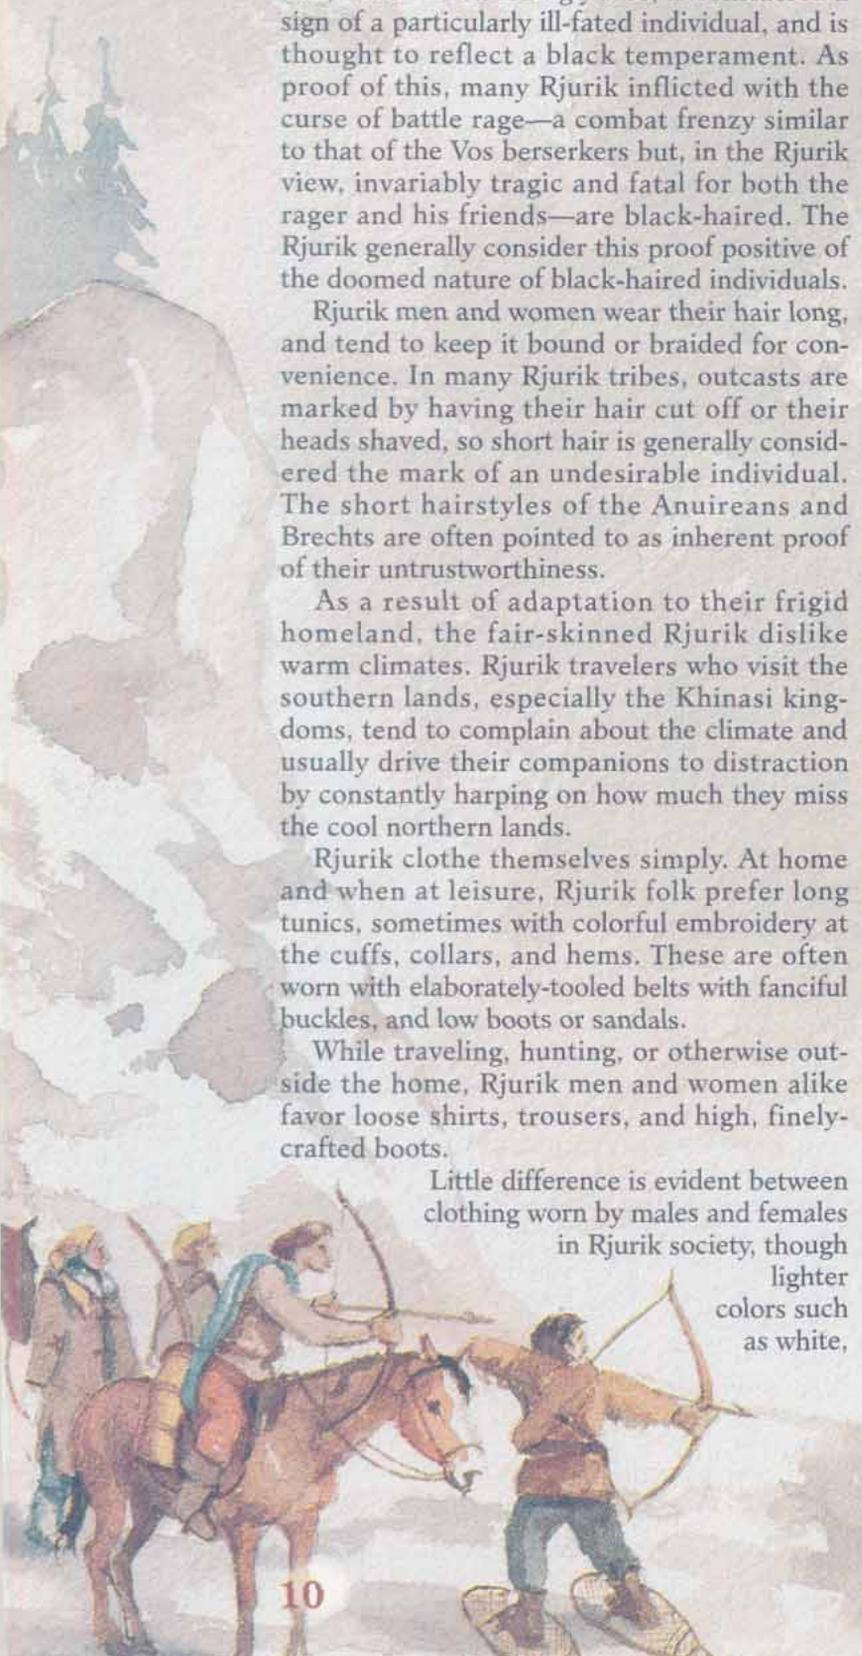 sign of a particularly ill-fated individual, and is
thought to reflect a black temperament. As
proof of this, many Rjurik inflicted with the
curse of battle rage—a combat frenzy similar
to that of the Vos berserkers but, in the Rjurik
view, invariably tragic and fatal for both the
rager and his friends—are black-haired. The
Rjurik generally consider this proof positive of
the doomed nature of black-haired individuals.
Rjurik men and women wear their hair long,
and tend to keep it bound or braided for con-
venience. In many Rjurik tribes, outcasts are
marked by having their hair cut off or their
heads shaved, so short hair is generally consid-
ered the mark of an undesirable individual.
The short hairstyles of the Anuireans and
Brechts are often pointed to as inherent proof
of their untrustworthiness.
As a result of adaptation to their frigid
homeland, the fair-skinned Rjurik dislike
warm climates. Rjurik travelers who visit the
southern lands, especially the Khinasi king-
doms, tend to complain about the climate and
usually drive their companions to distraction
by constantly harping on how much they miss
the cool northern lands.
Rjurik clothe themselves simply. At home
and when at leisure, Rjurik folk prefer long
tunics, sometimes with colorful embroidery at
the cuffs, collars, and hems. These are often
worn with elaborately-tooled belts with fanciful
buckles, and low boots or sandals.
While traveling, hunting, or otherwise out-
side the home, Rjurik men and women alike
favor loose shirts, trousers, and high, finely-
crafted boots.
Little difference is evident between
clothing worn by males and females
in Rjurik society, though
lighter
colors such
as white,
10